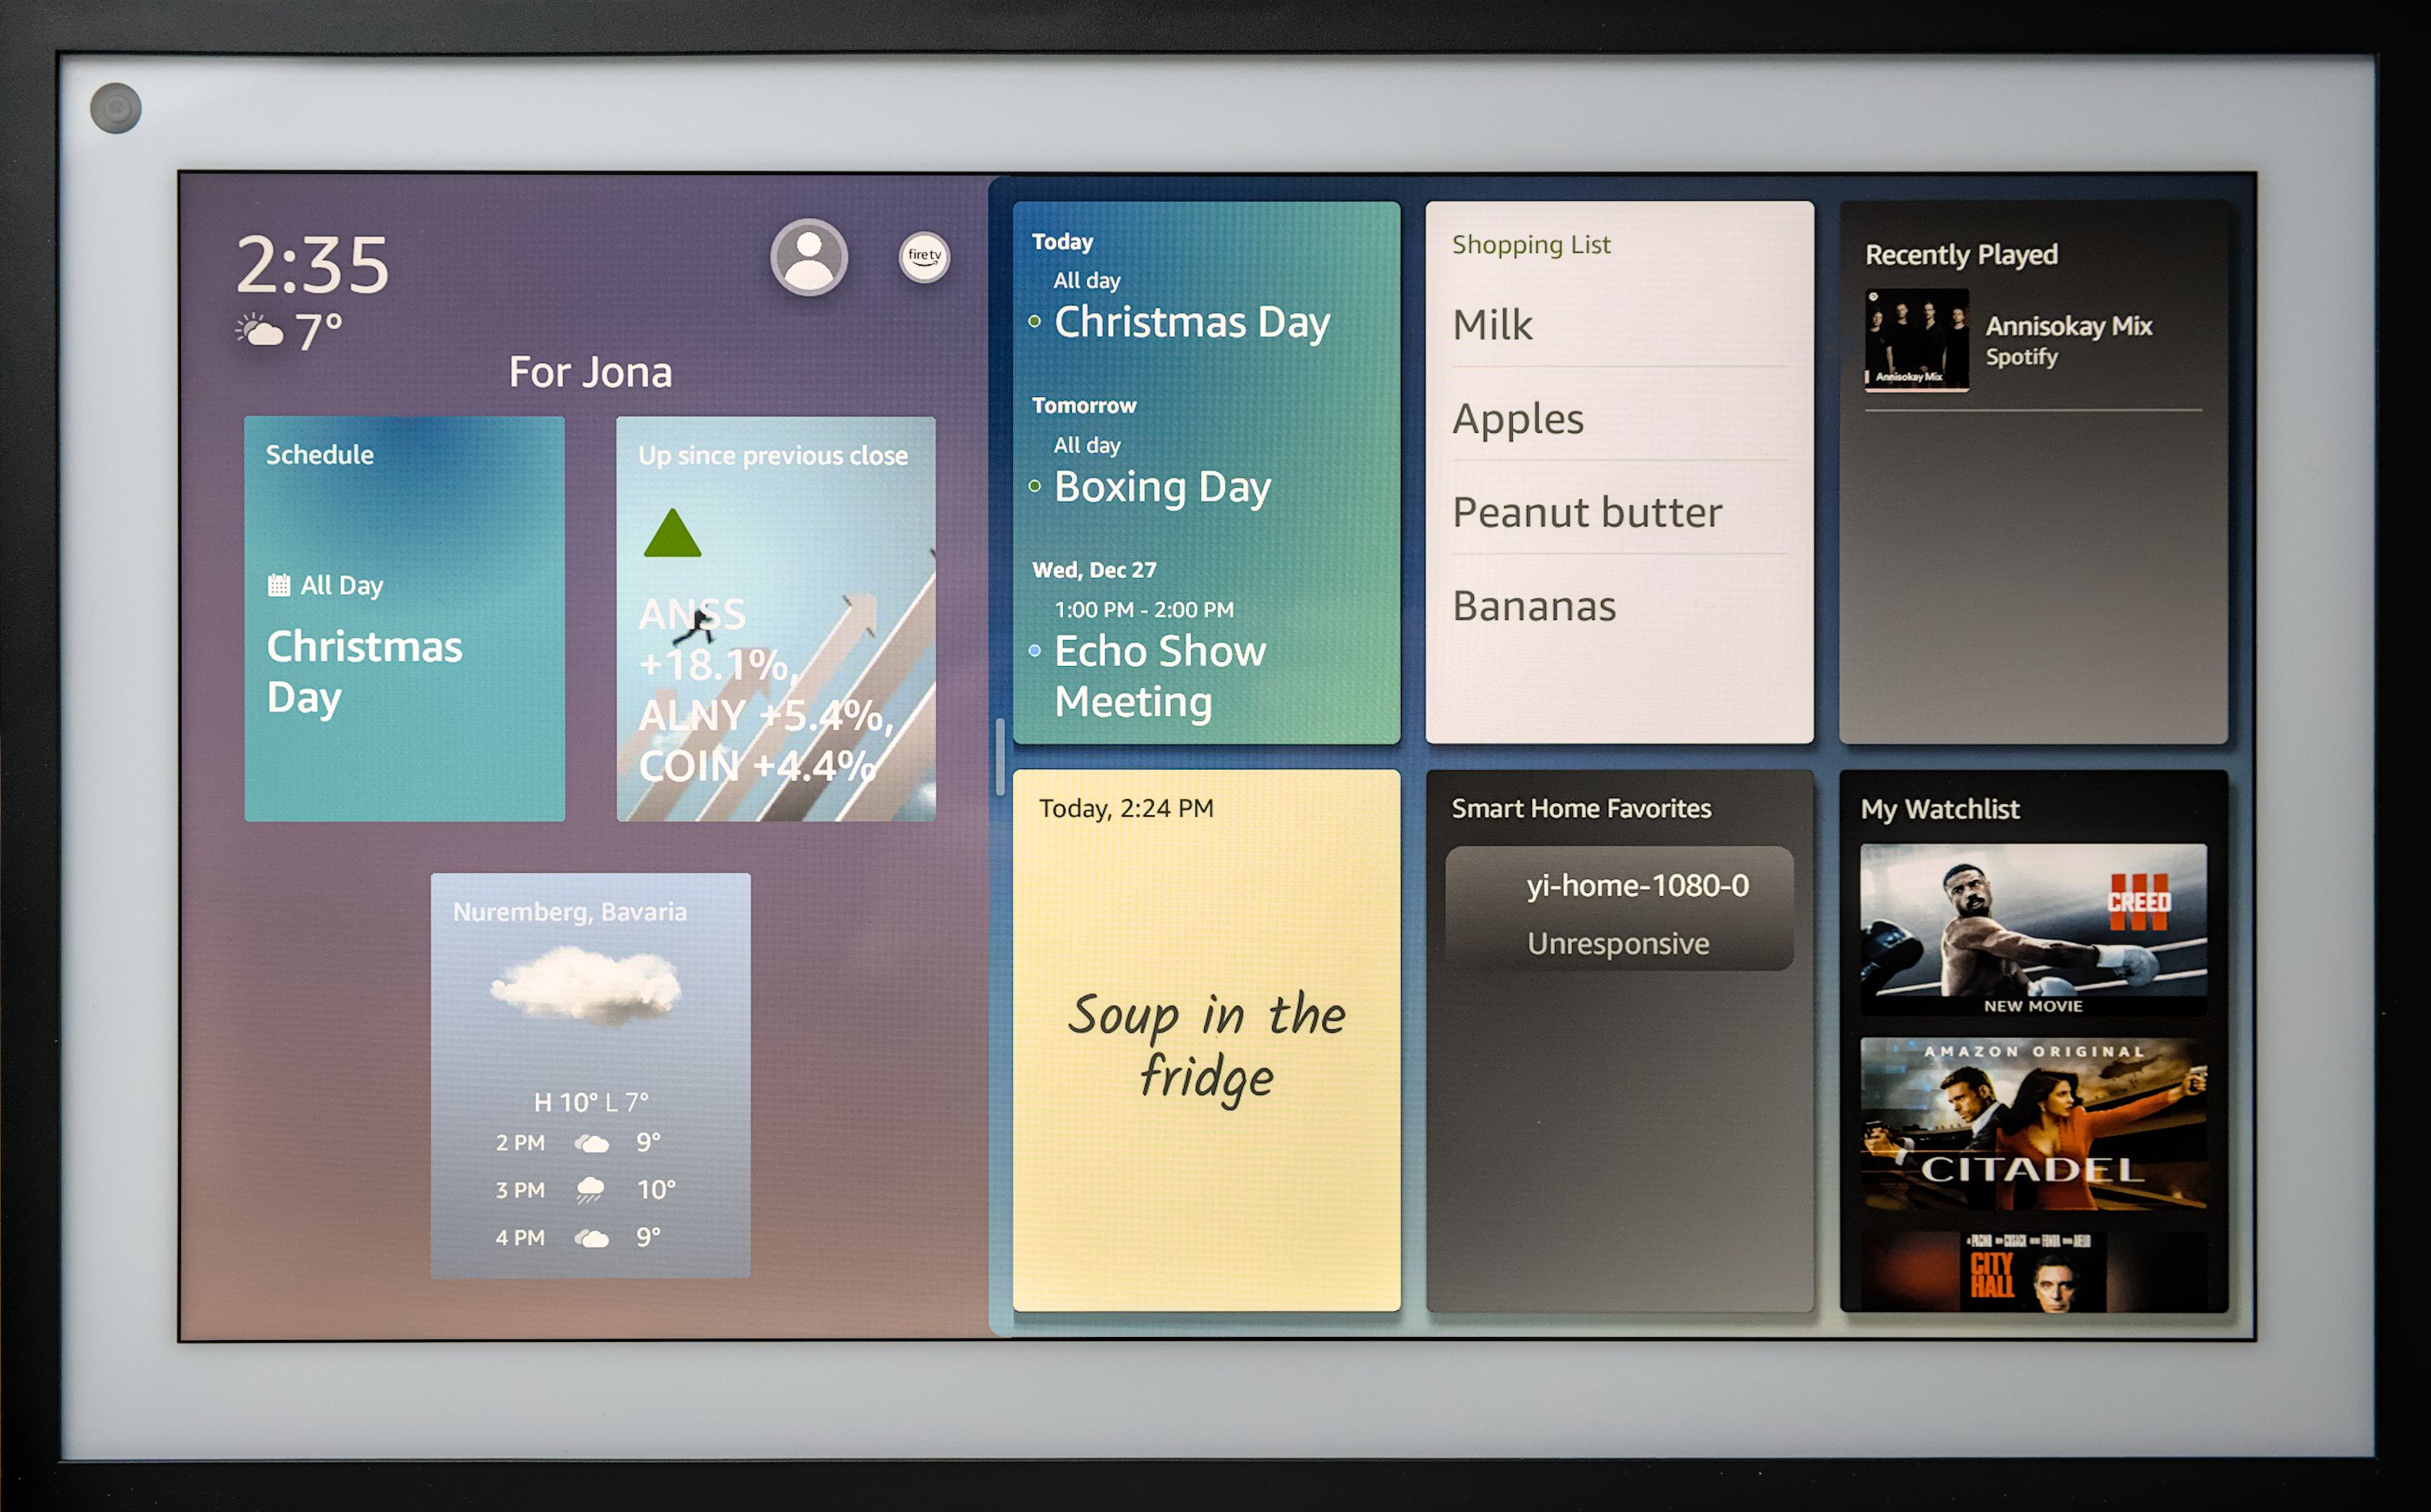 2:35
7°
fire tv
For Jona
Schedule
All Day
Christmas
Day
Up since previous close
ANSS
+18.1%,
ALNY +5.4%,
COIN +4.4%
Nuremberg, Bavaria
H 10° L 7°
2 PM 9°
3 PM 10°
4 PM 9°
Today
All day
Christmas Day
Tomorrow
All day
Boxing Day
Wed, Dec 27
1:00 PM - 2:00 PM
Echo Show
Meeting
Shopping List
Milk
Apples
Peanut butter
Bananas
Recently Played
Annisokay Mix
Annisokay Mix
Spotify
Today, 2:24 PM
Soup in the
fridge
Smart Home Favorites
yi-home-1080-0
Unresponsive
My Watchlist
CREED
III
NEW MOVIE
AMAZON ORIGINAL
CITADEL
PACINO CUSACK FONDA AIELLO
CITY
HALL